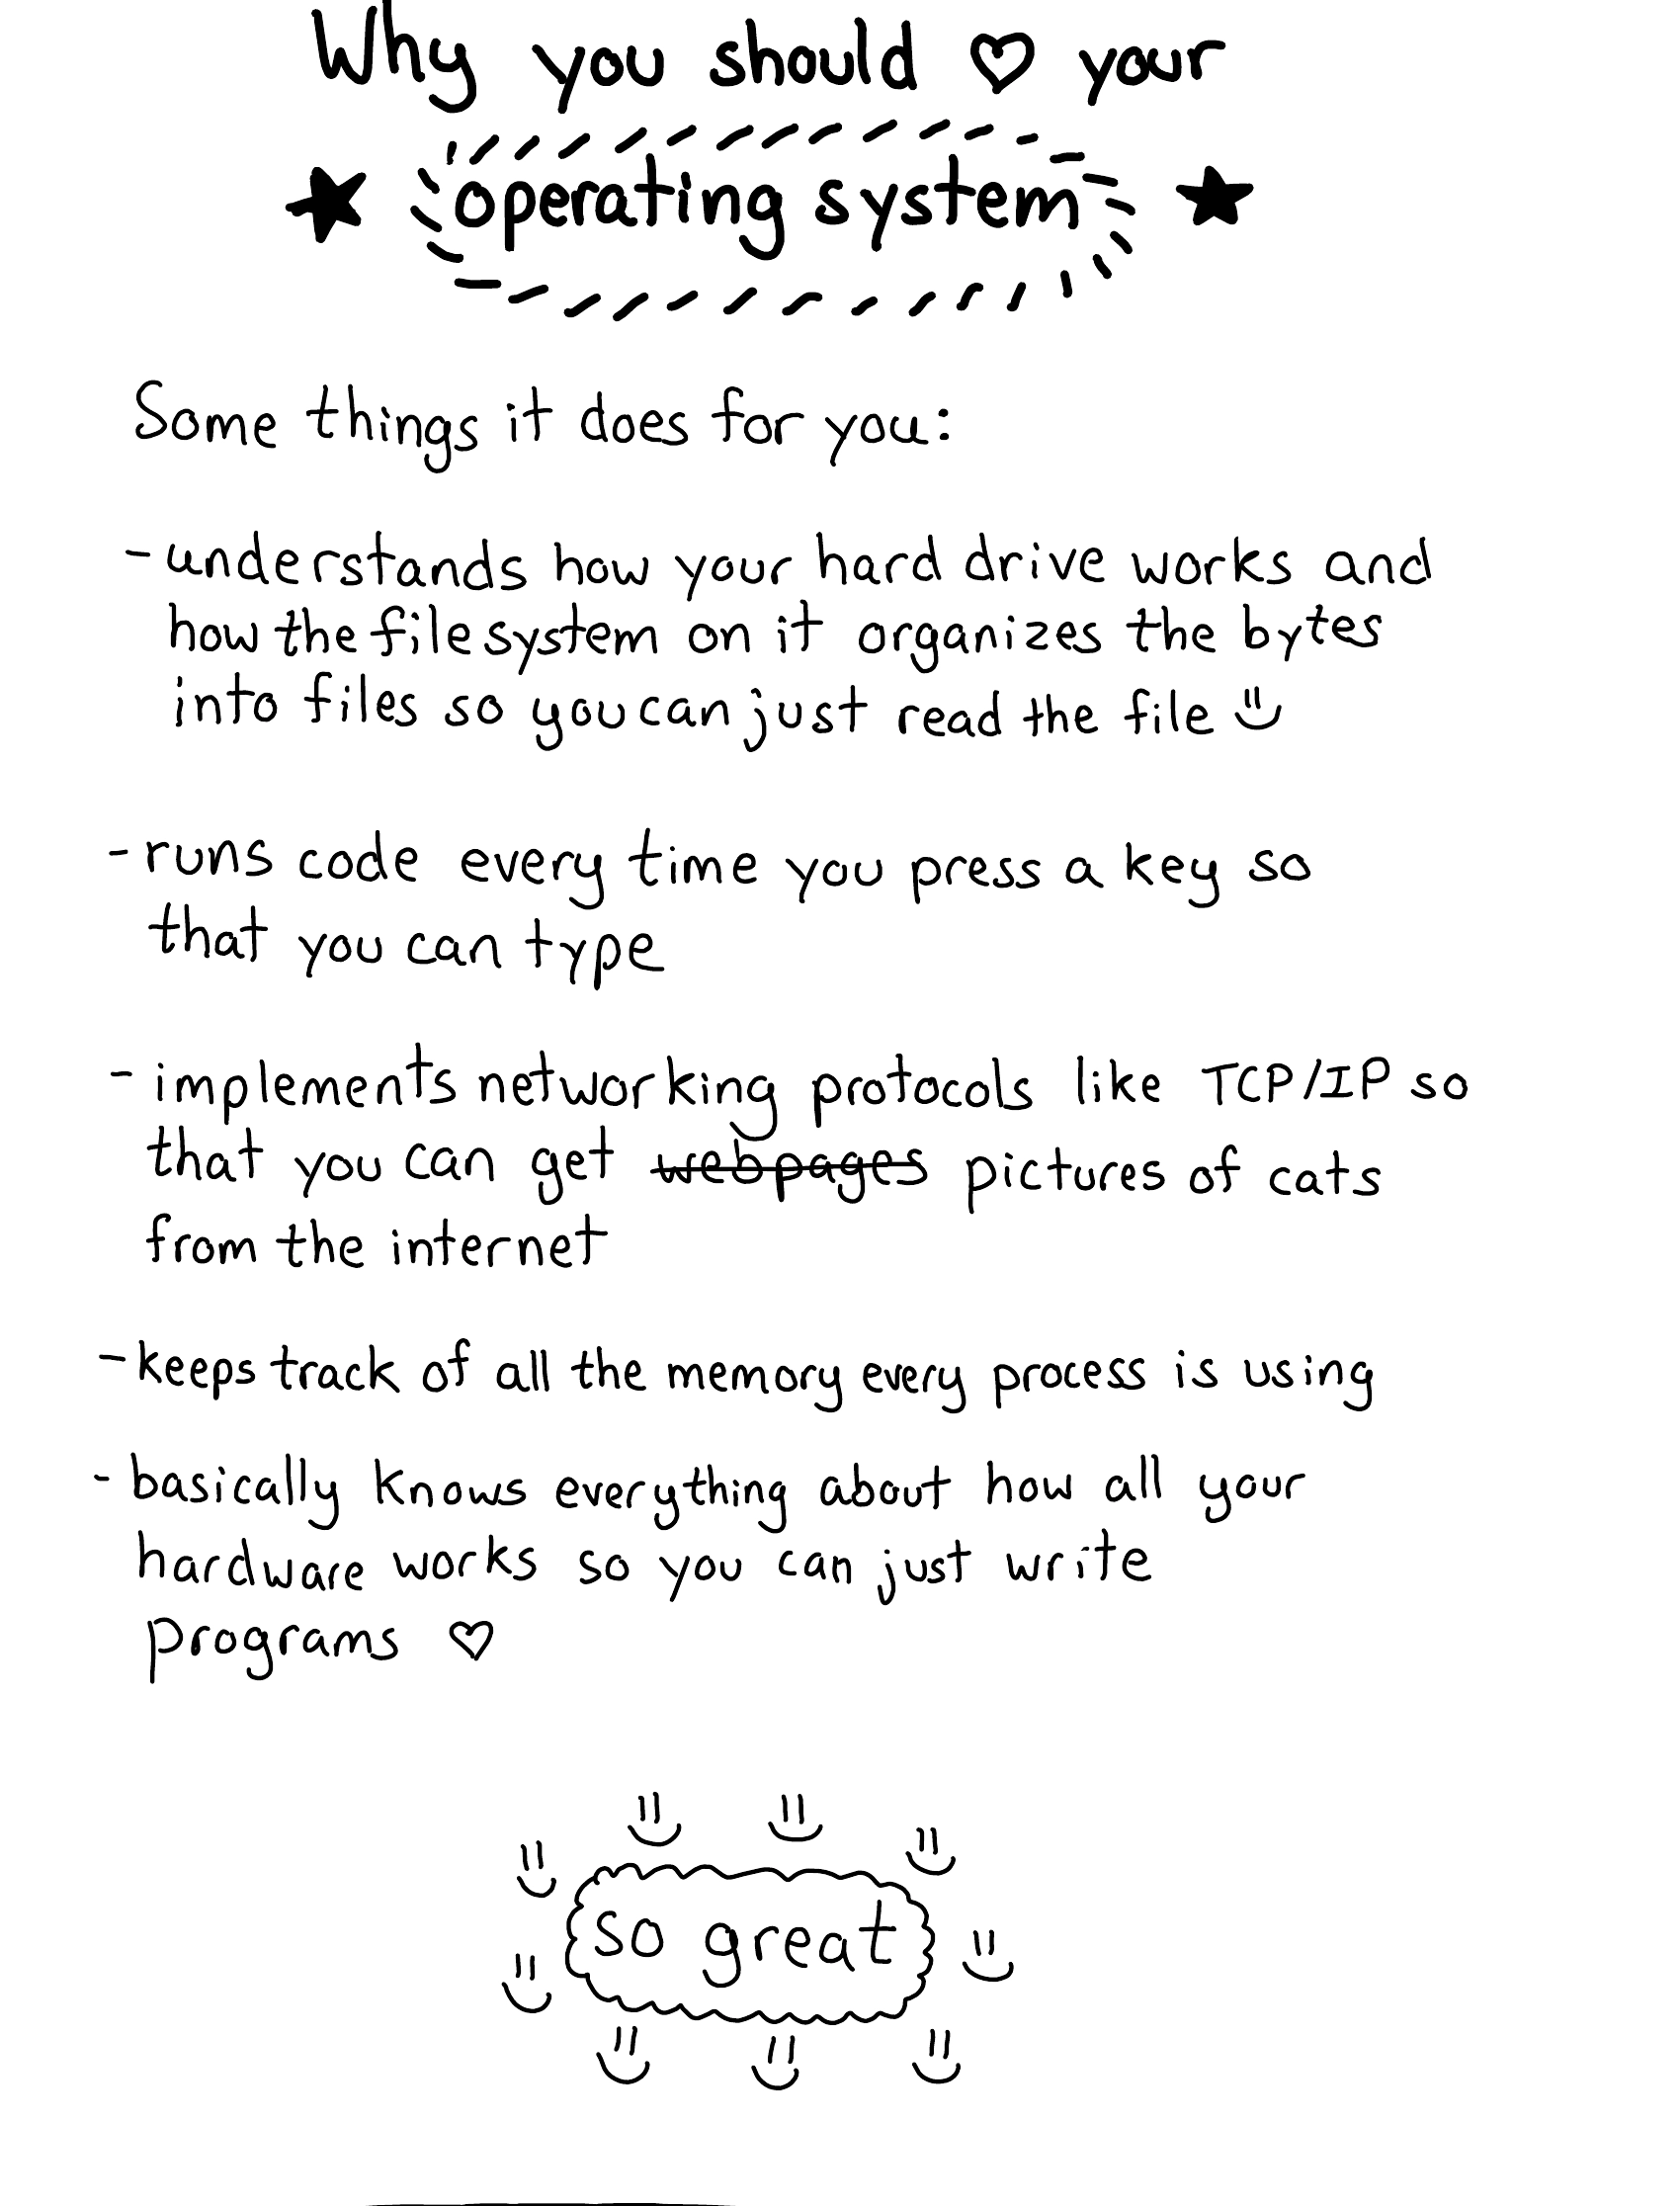 Why you should ♡ your
★ operating system ★
Some things it does for you:
- understands how your hard drive works and
how the filesystem on it organizes the bytes
into files so you can just read the file :)
- runs code every time you press a key so
that you can type
- implements networking protocols like TCP/IP so
that you can get ~~webpages~~ pictures of cats
from the internet
- keeps track of all the memory every process is using
- basically knows everything about how all your
hardware works so you can just write
programs ♡
so great